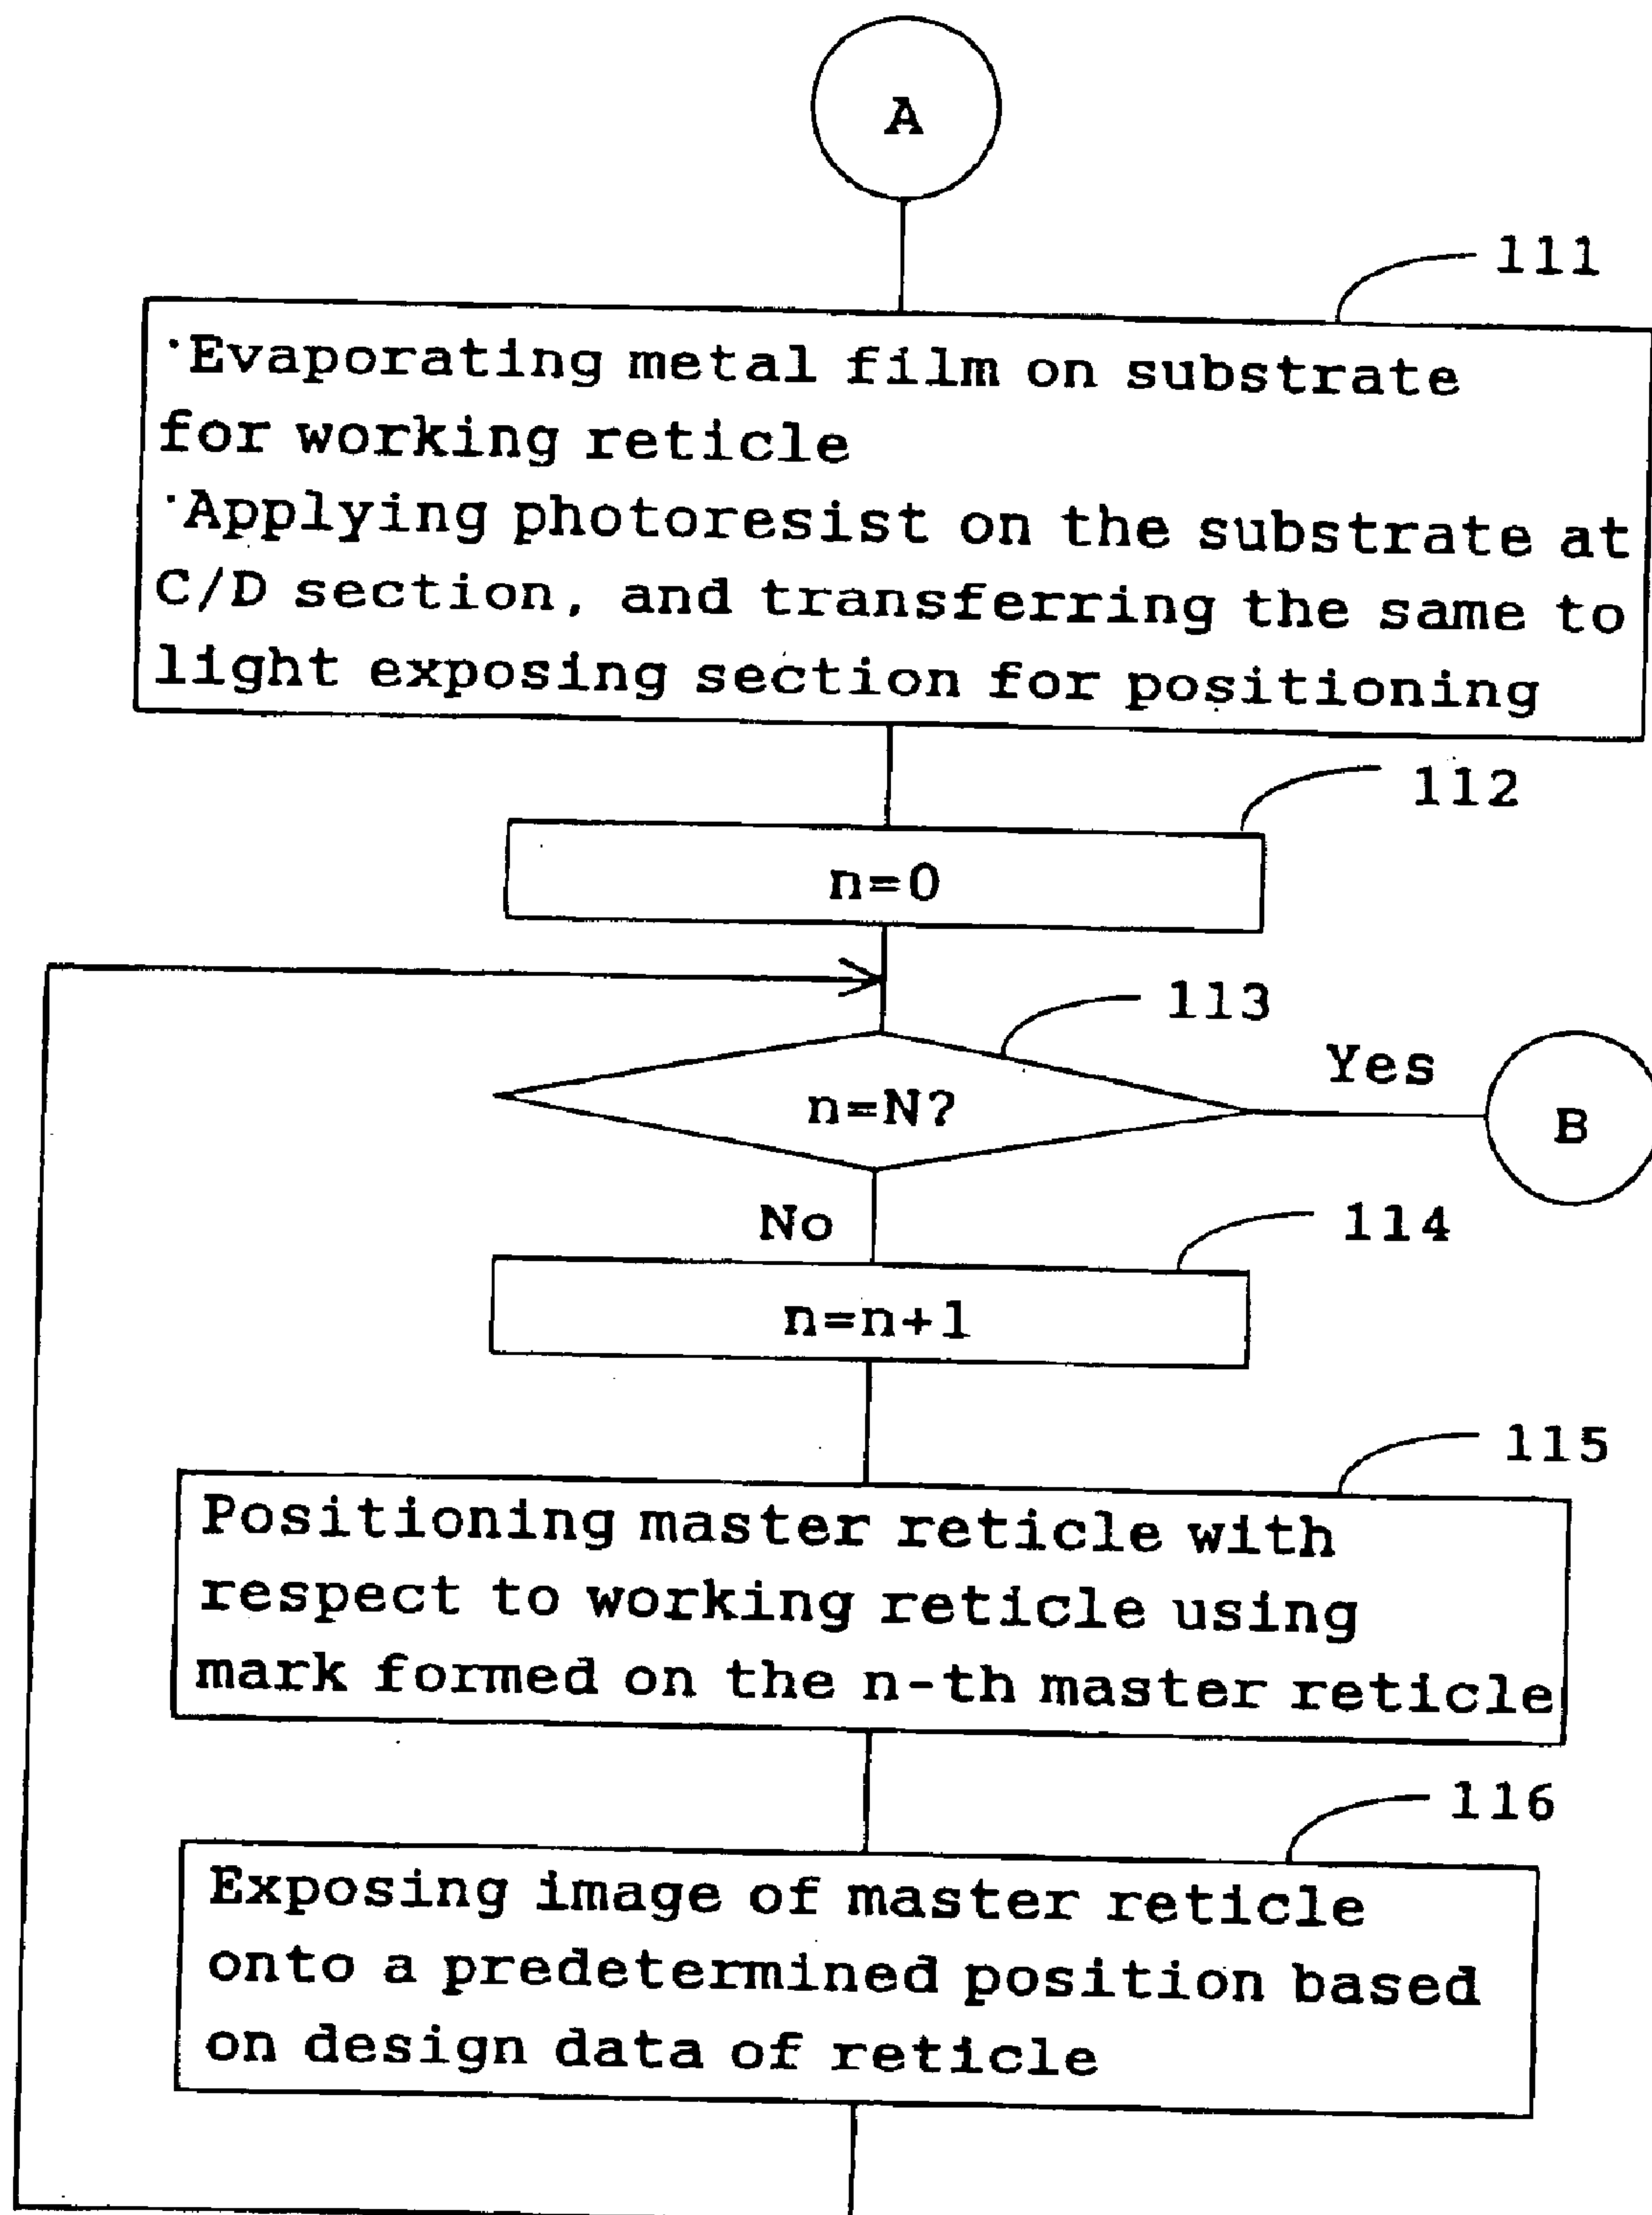 A
111
·Evaporating metal film on substrate
for working reticle
·Applying photoresist on the substrate at
C/D section, and transferring the same to
light exposing section for positioning
112
n=0
113
Yes
n=N?
B
No
114
n=n+1
115
Positioning master reticle with
respect to working reticle using
mark formed on the n-th master reticle
116
Exposing image of master reticle
onto a predetermined position based
on design data of reticle